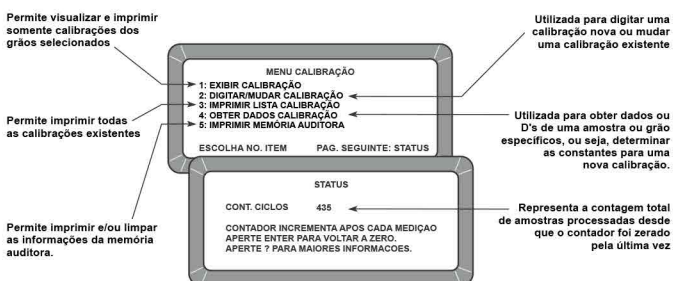 Permite visualizar e imprimir
somente calibrações dos
grãos selecionados
Permite imprimir todas
as calibrações existentes
Permite imprimir e/ou limpar
as informações da memória
auditora.
MENU CALIBRAÇÃO
1: EXIBIR CALIBRAÇÃO
2: DIGITAR/MUDAR CALIBRAÇÃO
3: IMPRIMIR LISTA CALIBRAÇÃO
4: OBTER DADOS CALIBRAÇÃO
5: IMPRIMIR MEMÓRIA AUDITORA
ESCOLHA NO. ITEM PAG. SEGUINTE: STATUS
STATUS
CONT. CICLOS 435
CONTADOR INCREMENTA APOS CADA MEDIÇAO
APERTE ENTER PARA VOLTAR A ZERO.
APERTE ? PARA MAIORES INFORMACOES.
Utilizada para digitar uma
calibração nova ou mudar
uma calibração existente
Utilizada para obter dados ou
D's de uma amostra ou grão
específicos, ou seja, determinar
as constantes para uma
nova calibração.
Representa a contagem total
de amostras processadas desde
que o contador foi zerado
pela última vez